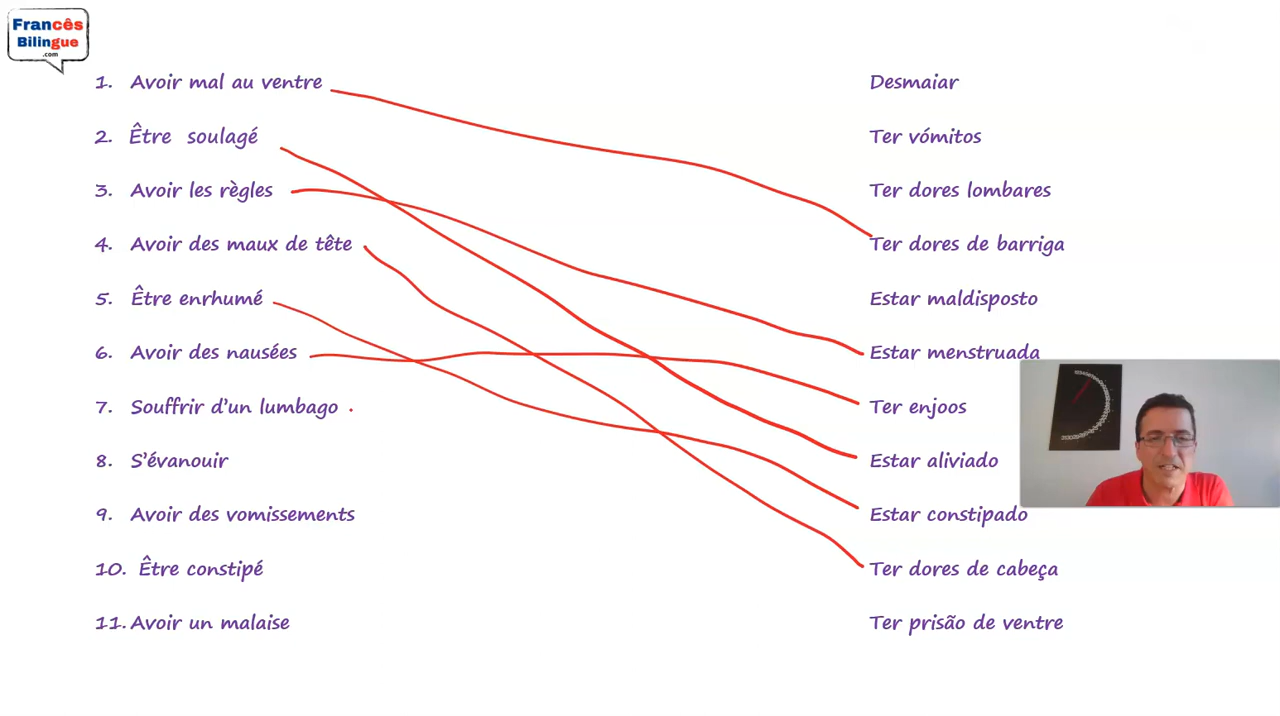 Francês
Bilingue
.com
1. Avoir mal au ventre
2. Être soulagé
3. Avoir les règles
4. Avoir des maux de tête
5. Être enrhumé
6. Avoir des nausées
7. Souffrir d'un lumbago
8. S'évanouir
9. Avoir des vomissements
10. Être constipé
11. Avoir un malaise
Desmaiar
Ter vómitos
Ter dores lombares
Ter dores de barriga
Estar maldisposto
Estar menstruada
Ter enjoos
Estar aliviado
Estar constipado
Ter dores de cabeça
Ter prisão de ventre